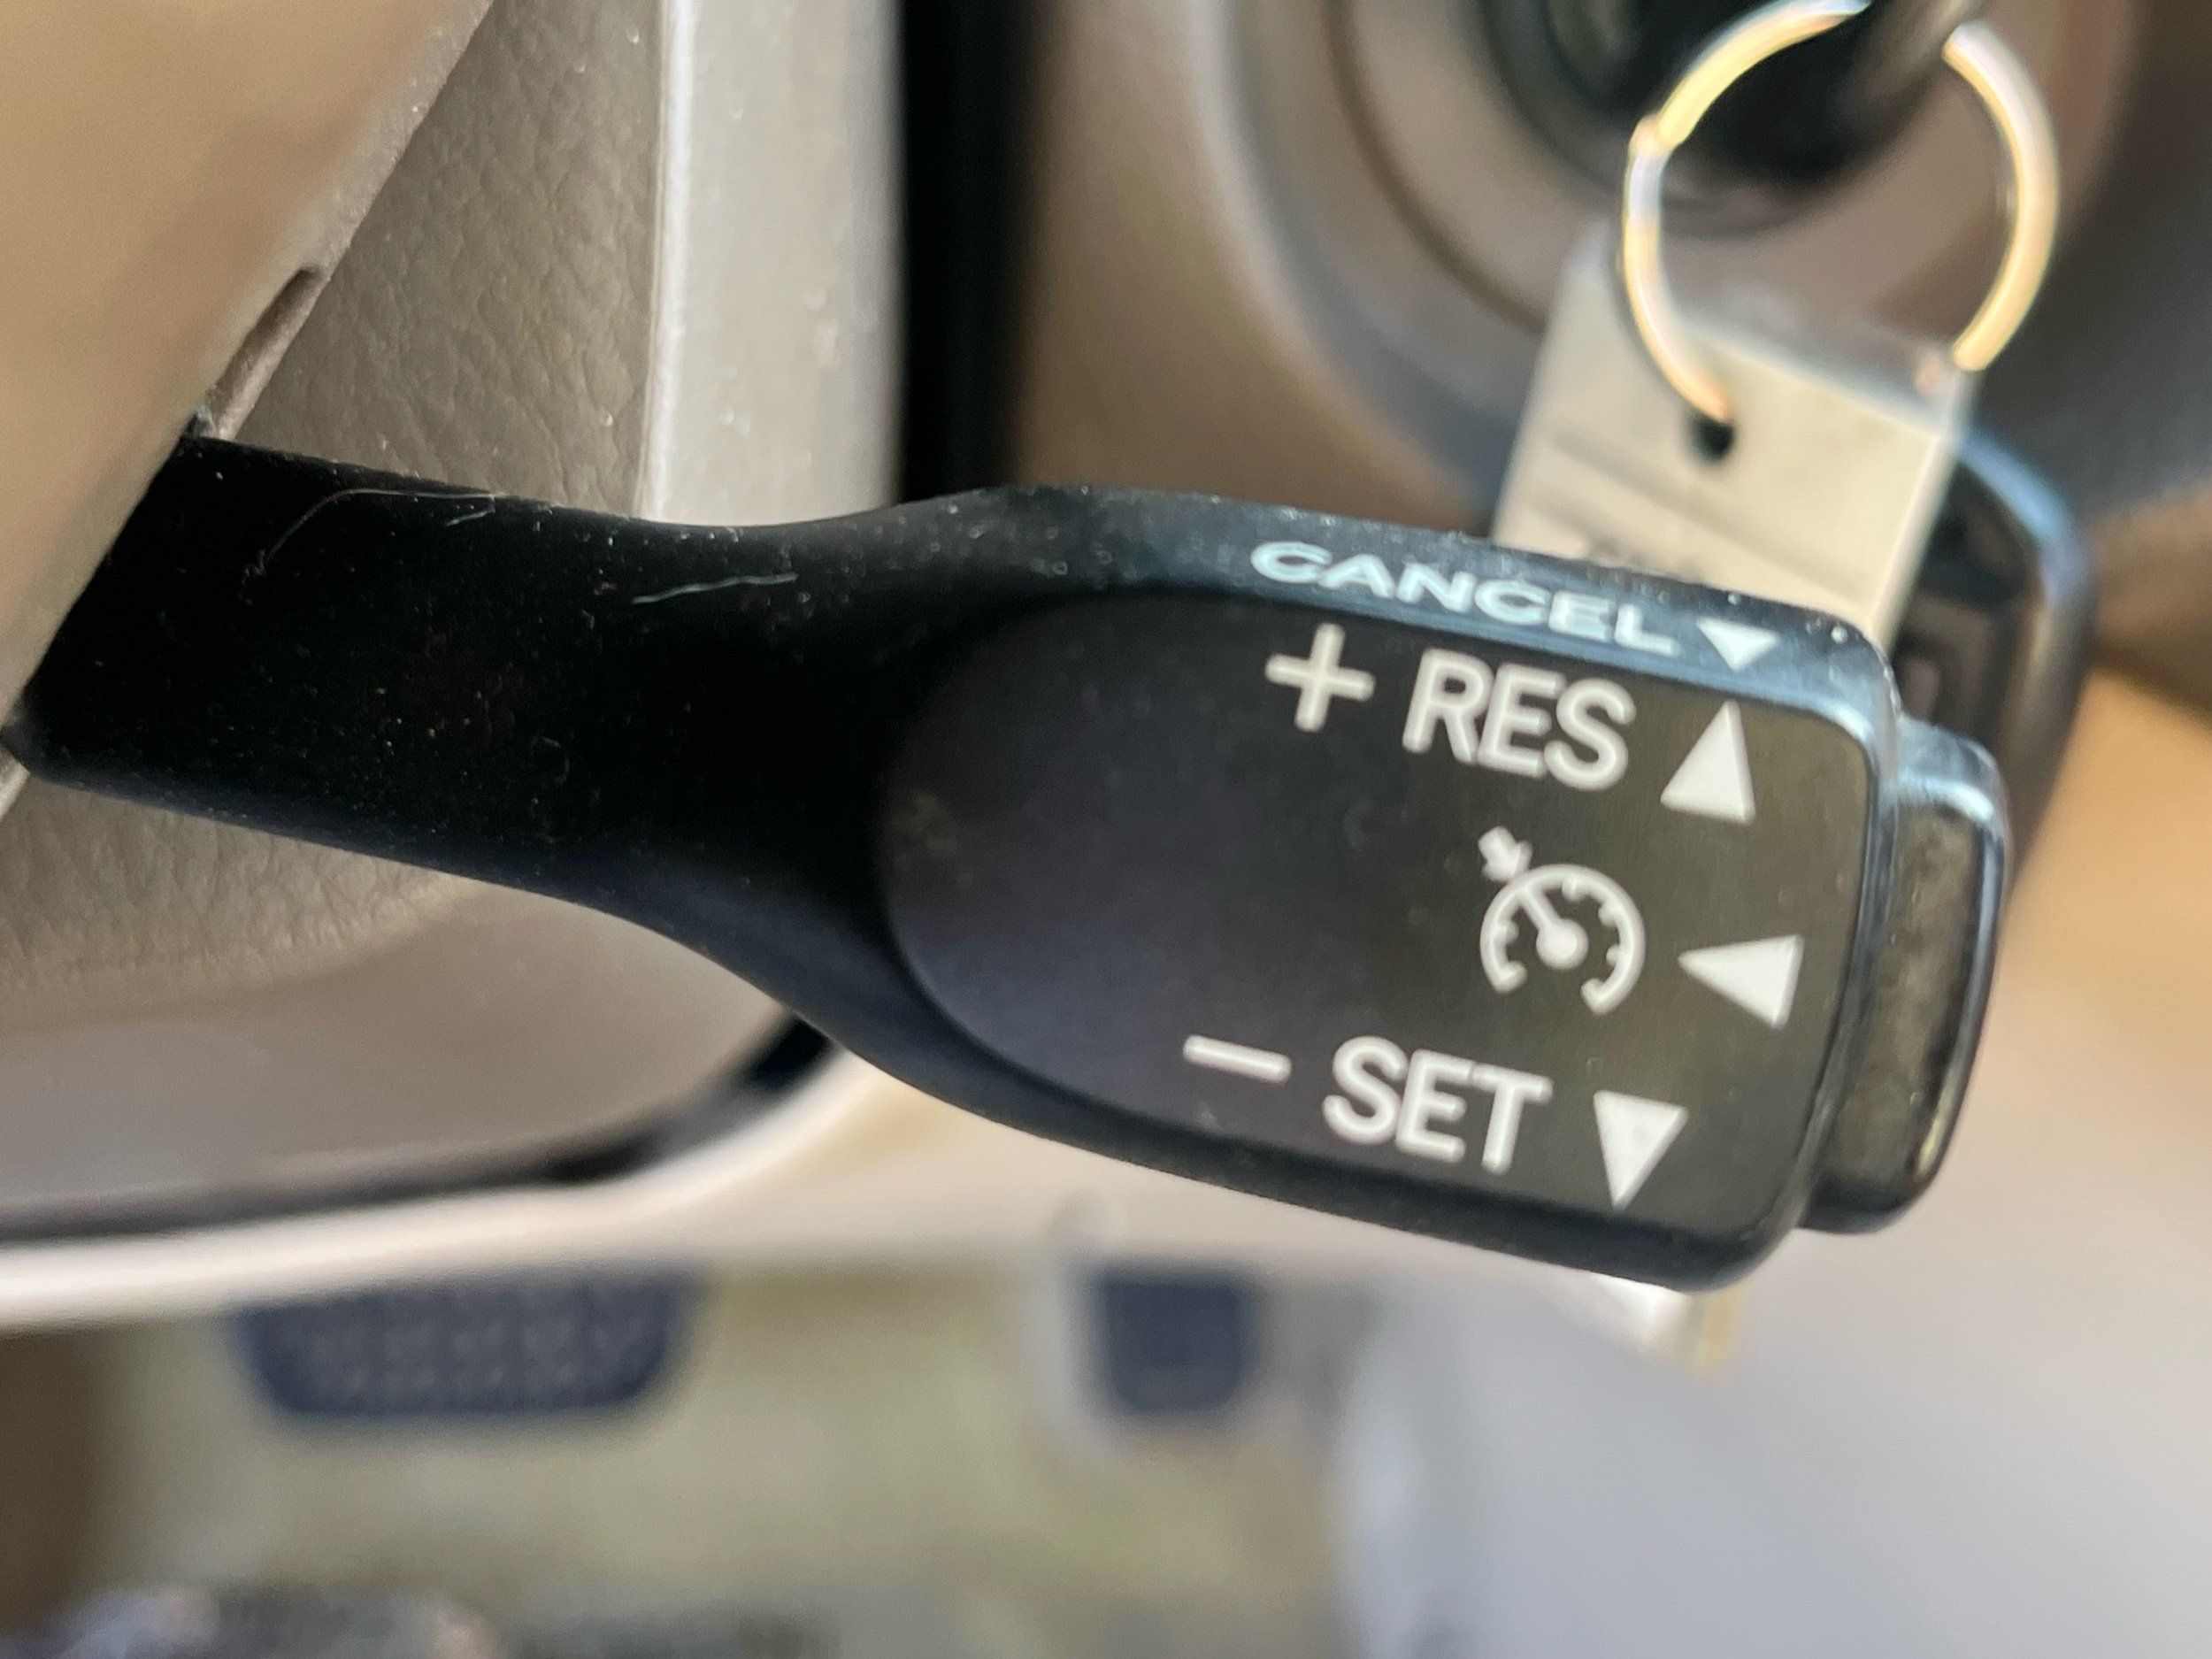 CANCEL ▼
+ RES ▲
◀
− SET ▼